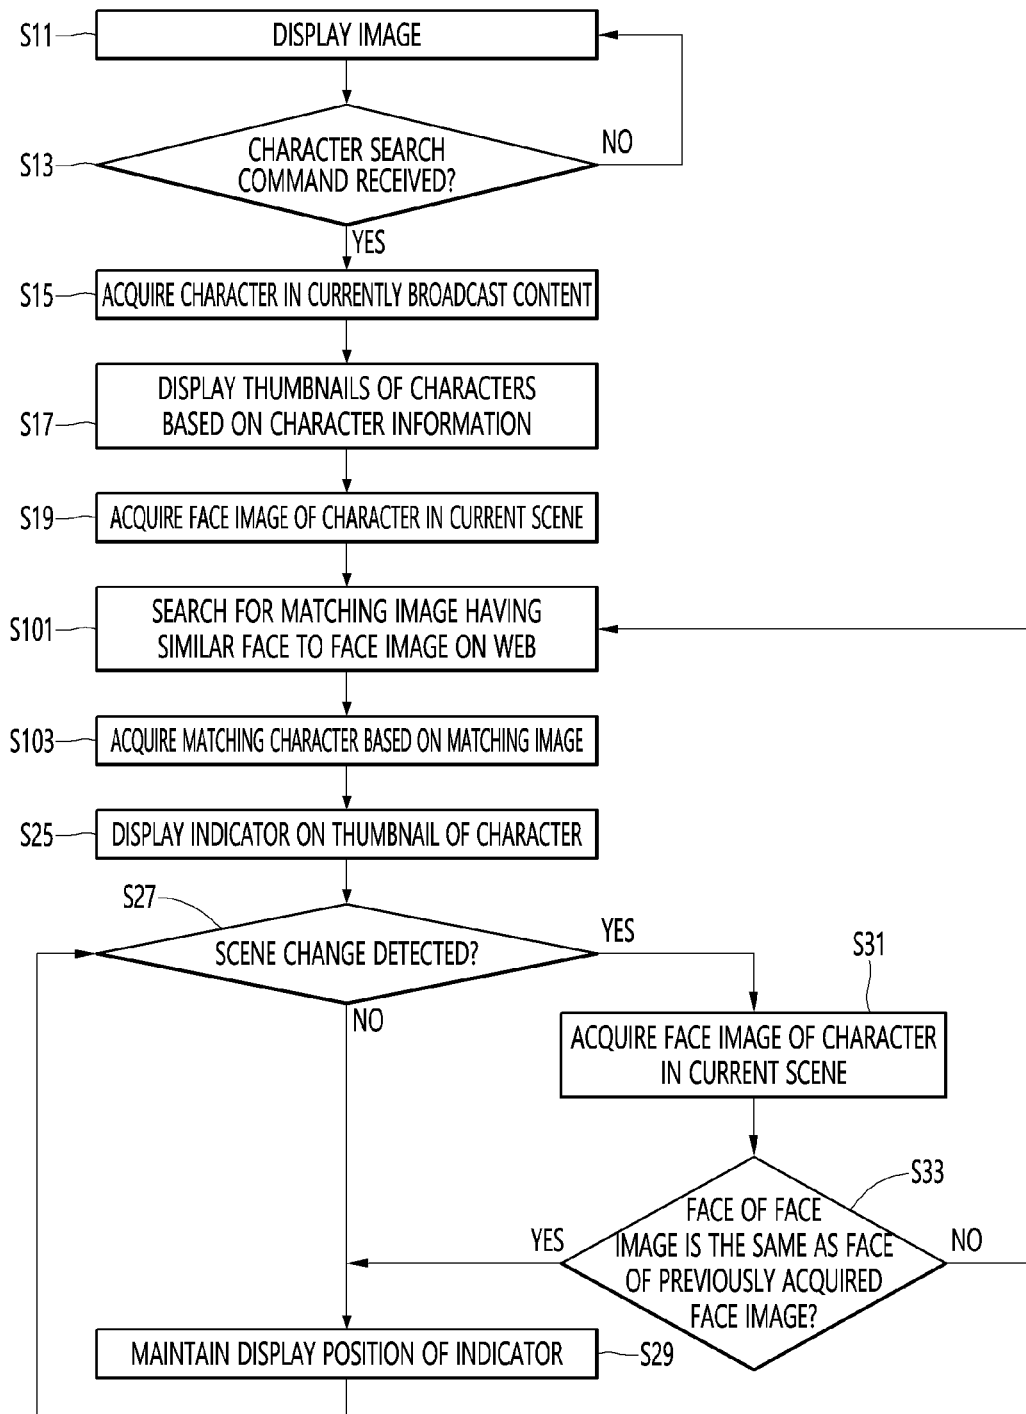 S11
DISPLAY IMAGE
S13
CHARACTER SEARCH
COMMAND RECEIVED?
NO
YES
S15
ACQUIRE CHARACTER IN CURRENTLY BROADCAST CONTENT
S17
DISPLAY THUMBNAILS OF CHARACTERS
BASED ON CHARACTER INFORMATION
S19
ACQUIRE FACE IMAGE OF CHARACTER IN CURRENT SCENE
S101
SEARCH FOR MATCHING IMAGE HAVING
SIMILAR FACE TO FACE IMAGE ON WEB
S103
ACQUIRE MATCHING CHARACTER BASED ON MATCHING IMAGE
S25
DISPLAY INDICATOR ON THUMBNAIL OF CHARACTER
S27
SCENE CHANGE DETECTED?
YES
NO
S31
ACQUIRE FACE IMAGE OF CHARACTER
IN CURRENT SCENE
S33
FACE OF FACE
IMAGE IS THE SAME AS FACE
OF PREVIOUSLY ACQUIRED
FACE IMAGE?
YES
NO
MAINTAIN DISPLAY POSITION OF INDICATOR
S29